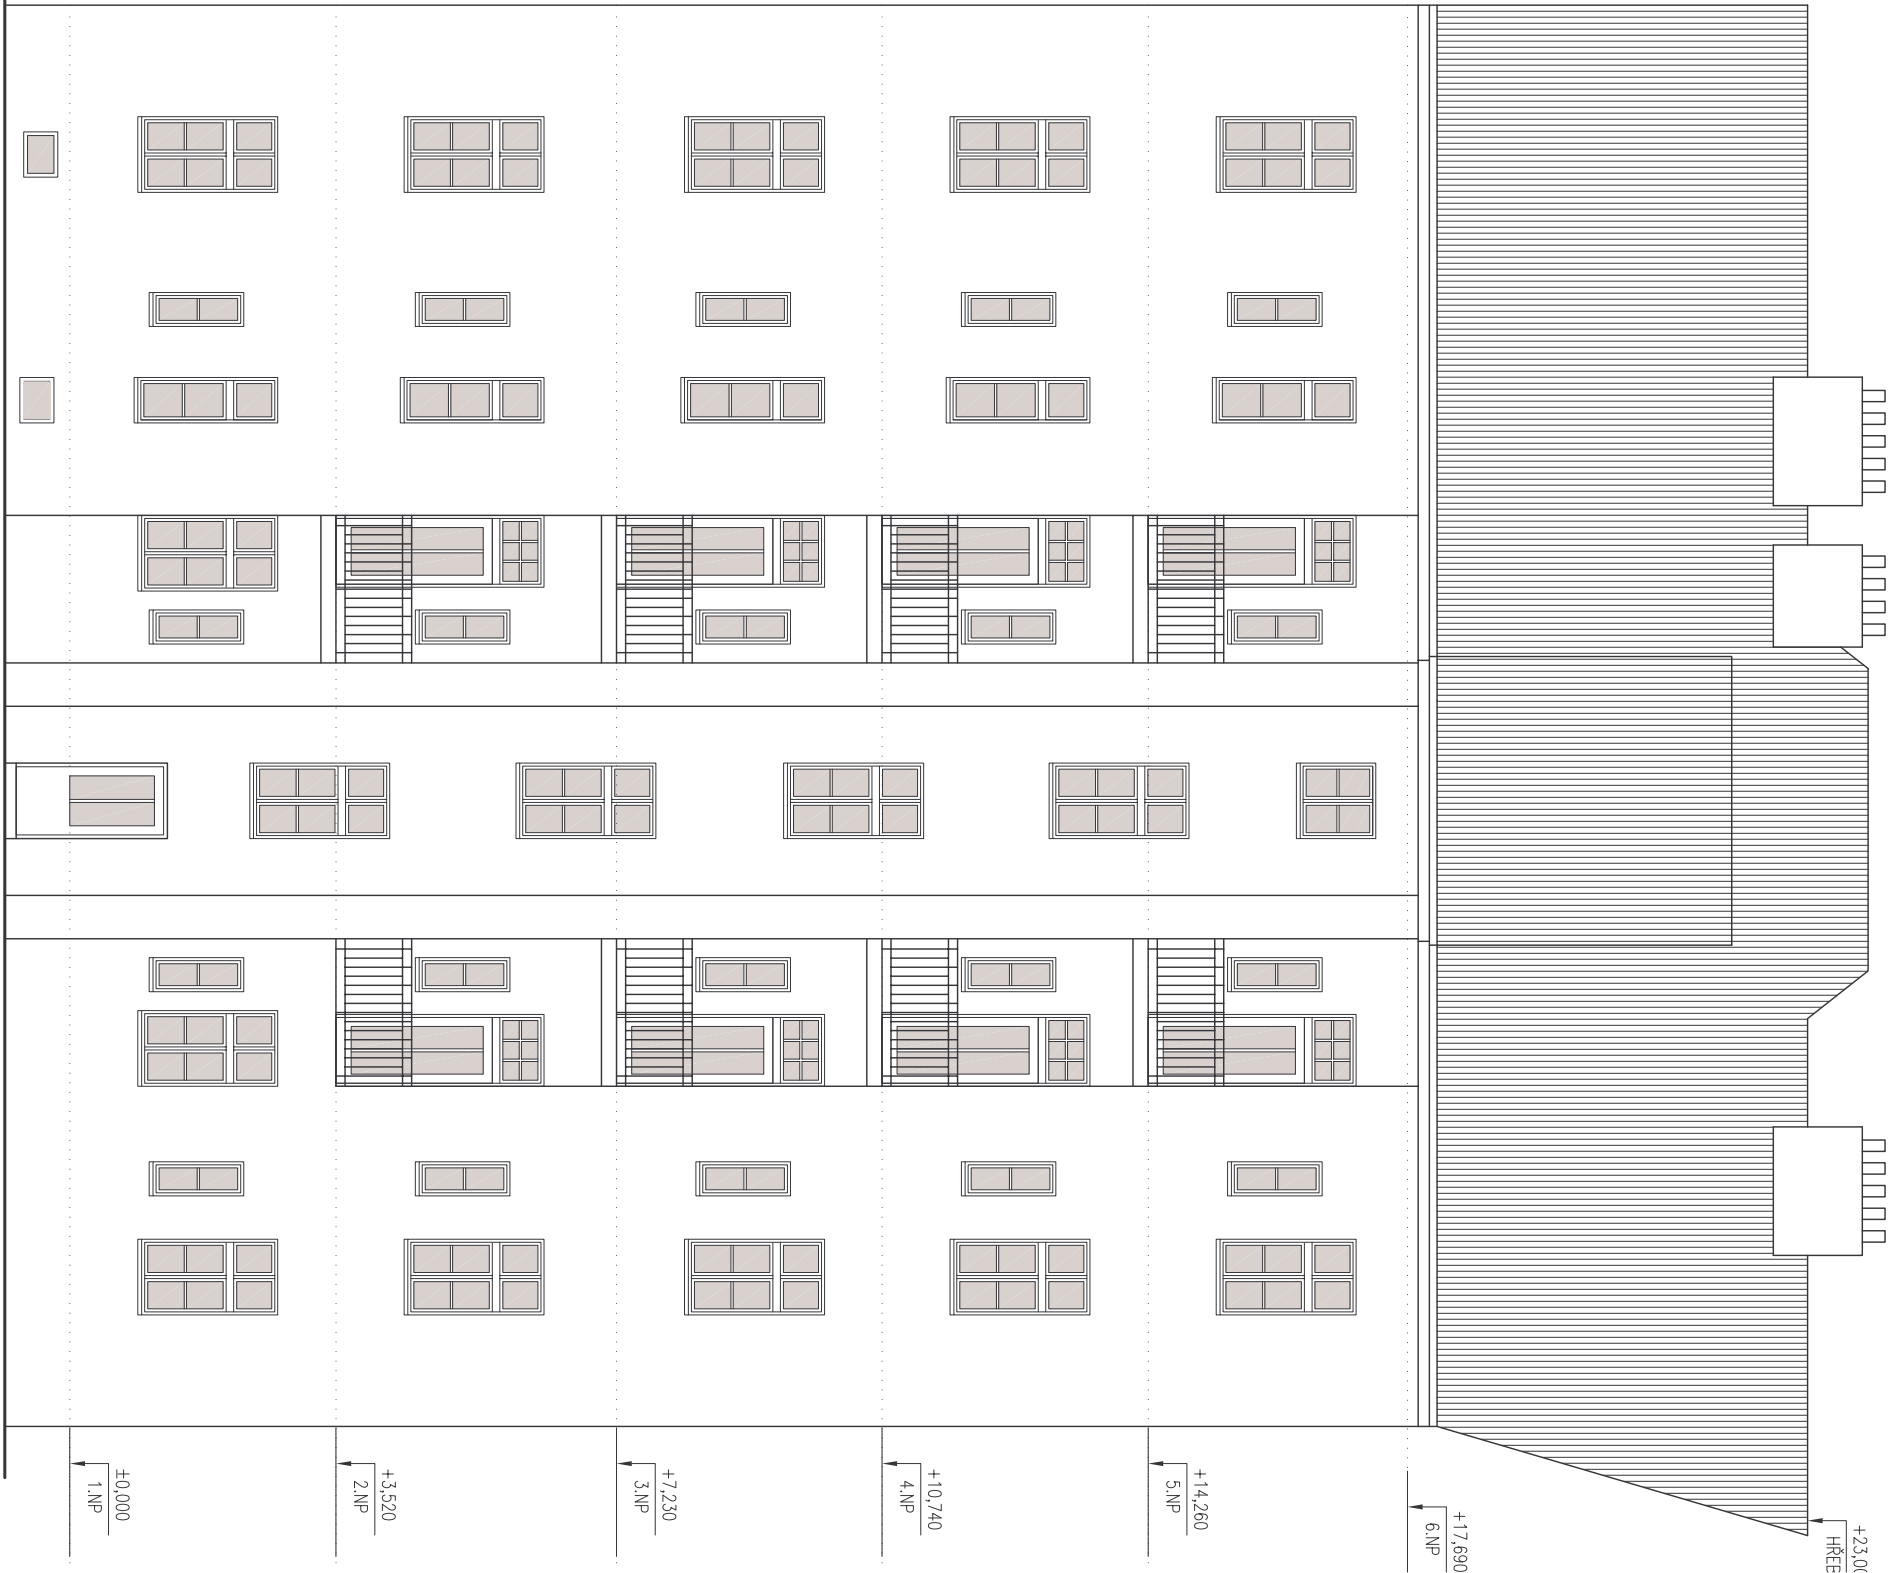 ±0,000
1.NP
+3,520
2.NP
+7,230
3.NP
+10,740
4.NP
+14,260
5.NP
+17,690
6.NP